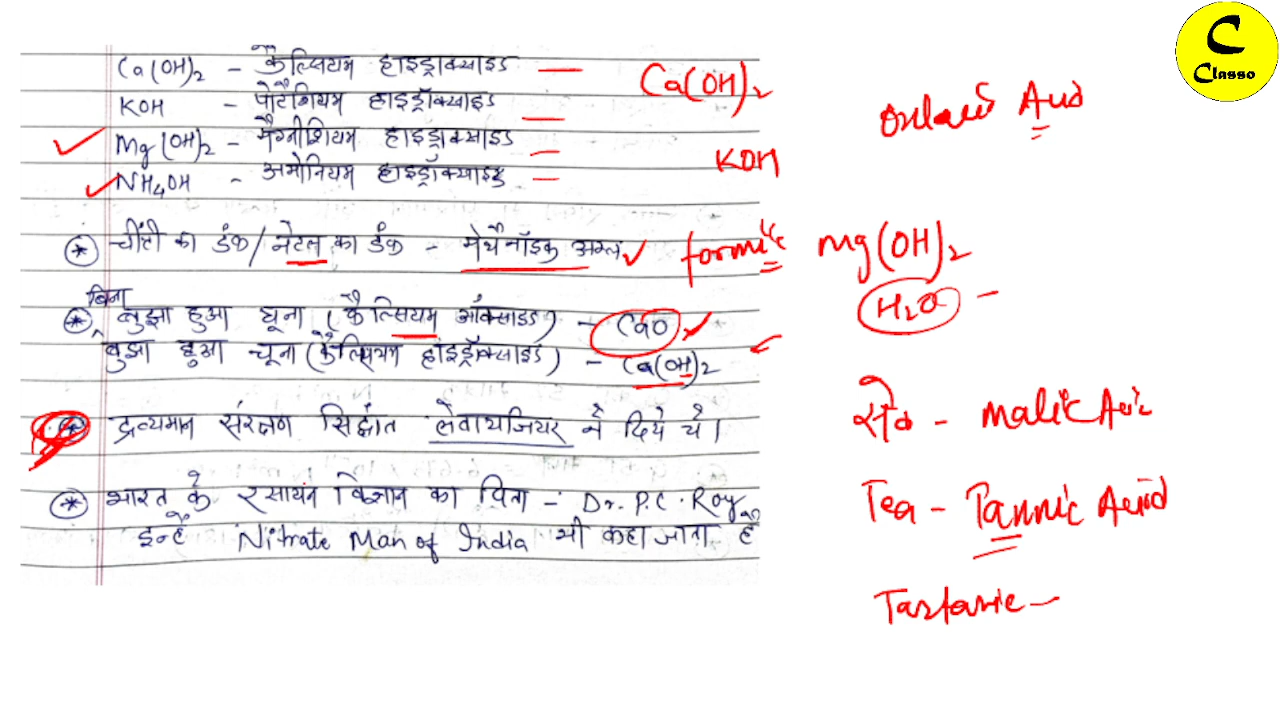 Ca(OH)₂ - कैल्सियम हाइड्राक्साइड
KOH - पोटैशियम हाइड्रॉक्साइड
Mg(OH)₂ - मैग्नीशियम हाइड्राक्साइड
NH₄OH - अमोनियम हाइड्रॉक्साइड
* चींटी का डंक / नेटल का डंक - मेथैनॉइक अम्ल
बिना
* बुझा हुआ चूना (कैल्सियम ऑक्साइड) - CaO
बुझा हुआ चूना (कैल्सियम हाइड्रॉक्साइड) - Ca(OH)₂
* द्रव्यमान संरक्षण सिद्धांत लेवायजियर ने दिये थे।
* भारत के रसायन विज्ञान का पिता - Dr. P.C. Roy
इन्हें Nitrate Man of India भी कहा जाता है
Ca(OH)₂
KOH
formic
Mg(OH)₂
H₂O -
सेव - Malic Acid
Tea - Tannic Acid
Tartaric -
C
Classo